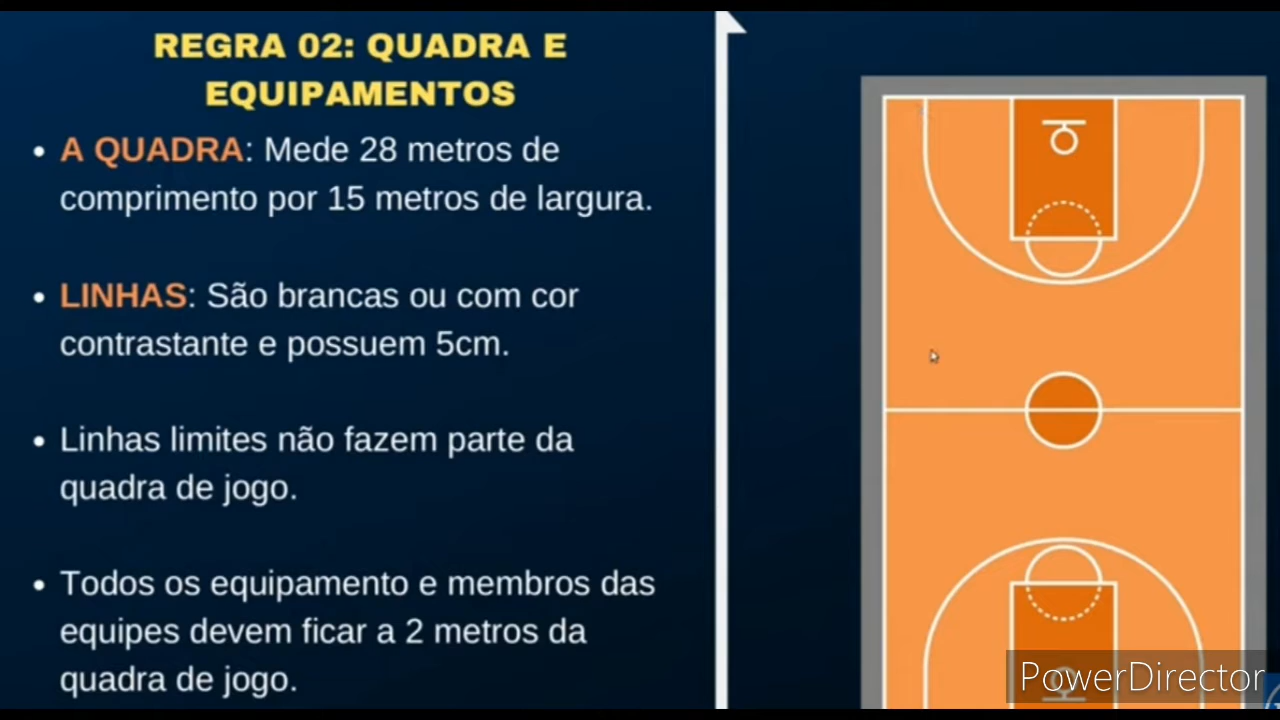 REGRA 02: QUADRA E
EQUIPAMENTOS
• A QUADRA: Mede 28 metros de
comprimento por 15 metros de largura.
• LINHAS: São brancas ou com cor
contrastante e possuem 5cm.
• Linhas limites não fazem parte da
quadra de jogo.
• Todos os equipamento e membros das
equipes devem ficar a 2 metros da
quadra de jogo.
PowerDirector